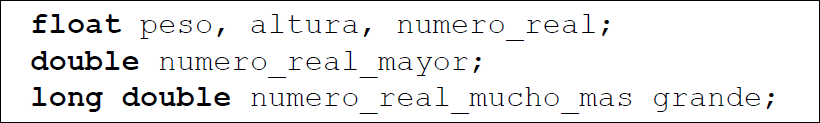 float peso, altura, numero_real;
double numero_real_mayor;
long double numero_real_mucho_mas grande;